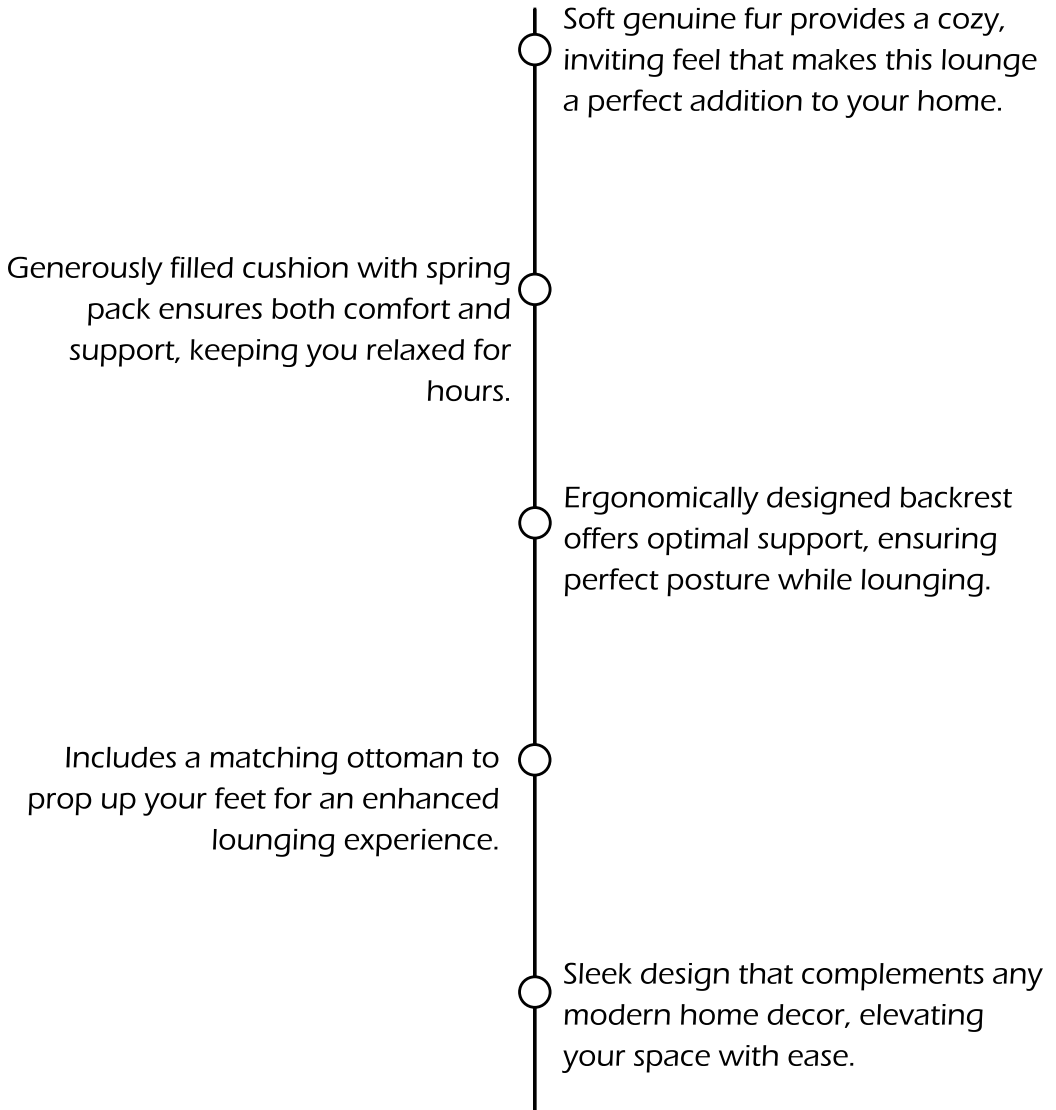 Soft genuine fur provides a cozy,
inviting feel that makes this lounge
a perfect addition to your home.
Generously filled cushion with spring
pack ensures both comfort and
support, keeping you relaxed for
hours.
Ergonomically designed backrest
offers optimal support, ensuring
perfect posture while lounging.
Includes a matching ottoman to
prop up your feet for an enhanced
lounging experience.
Sleek design that complements any
modern home decor, elevating
your space with ease.